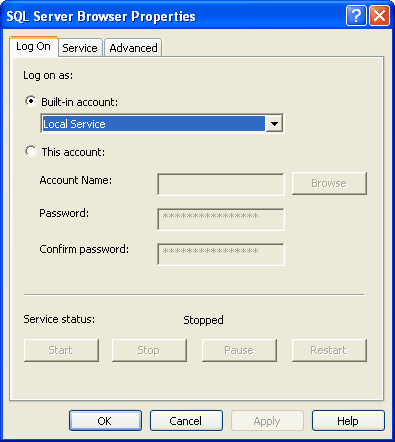 SQL Server Browser Properties
Log On Service Advanced
Log on as:
Built-in account:
Local Service
This account:
Account Name: Browse
Password: ****************
Confirm password: ****************
Service status: Stopped
Start Stop Pause Restart
OK Cancel Apply Help